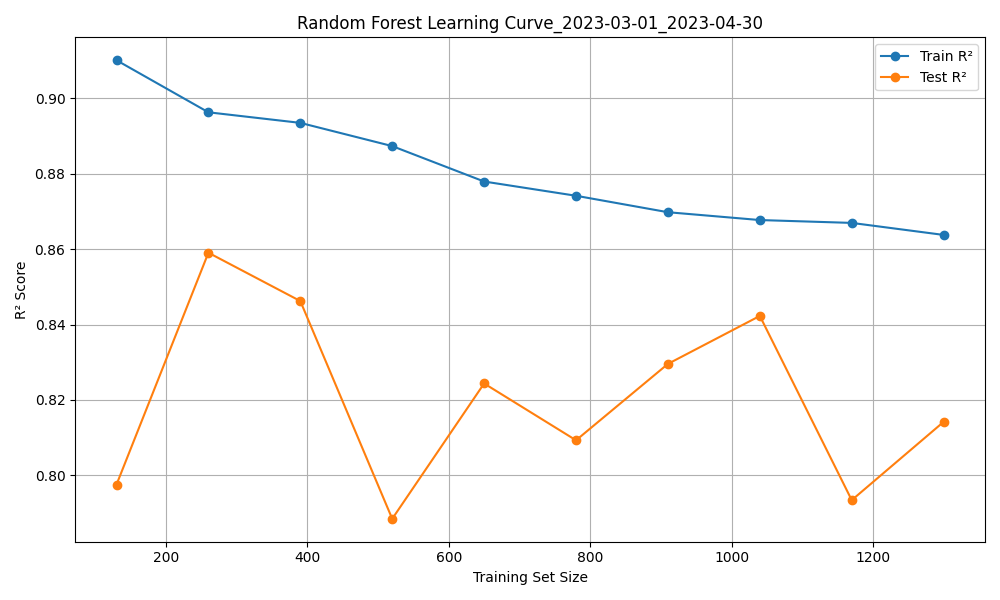 Random Forest Learning Curve_2023-03-01_2023-04-30
Train R²
Test R²
R² Score
0.90
0.88
0.86
0.84
0.82
0.80
200 400 600 800 1000 1200
Training Set Size